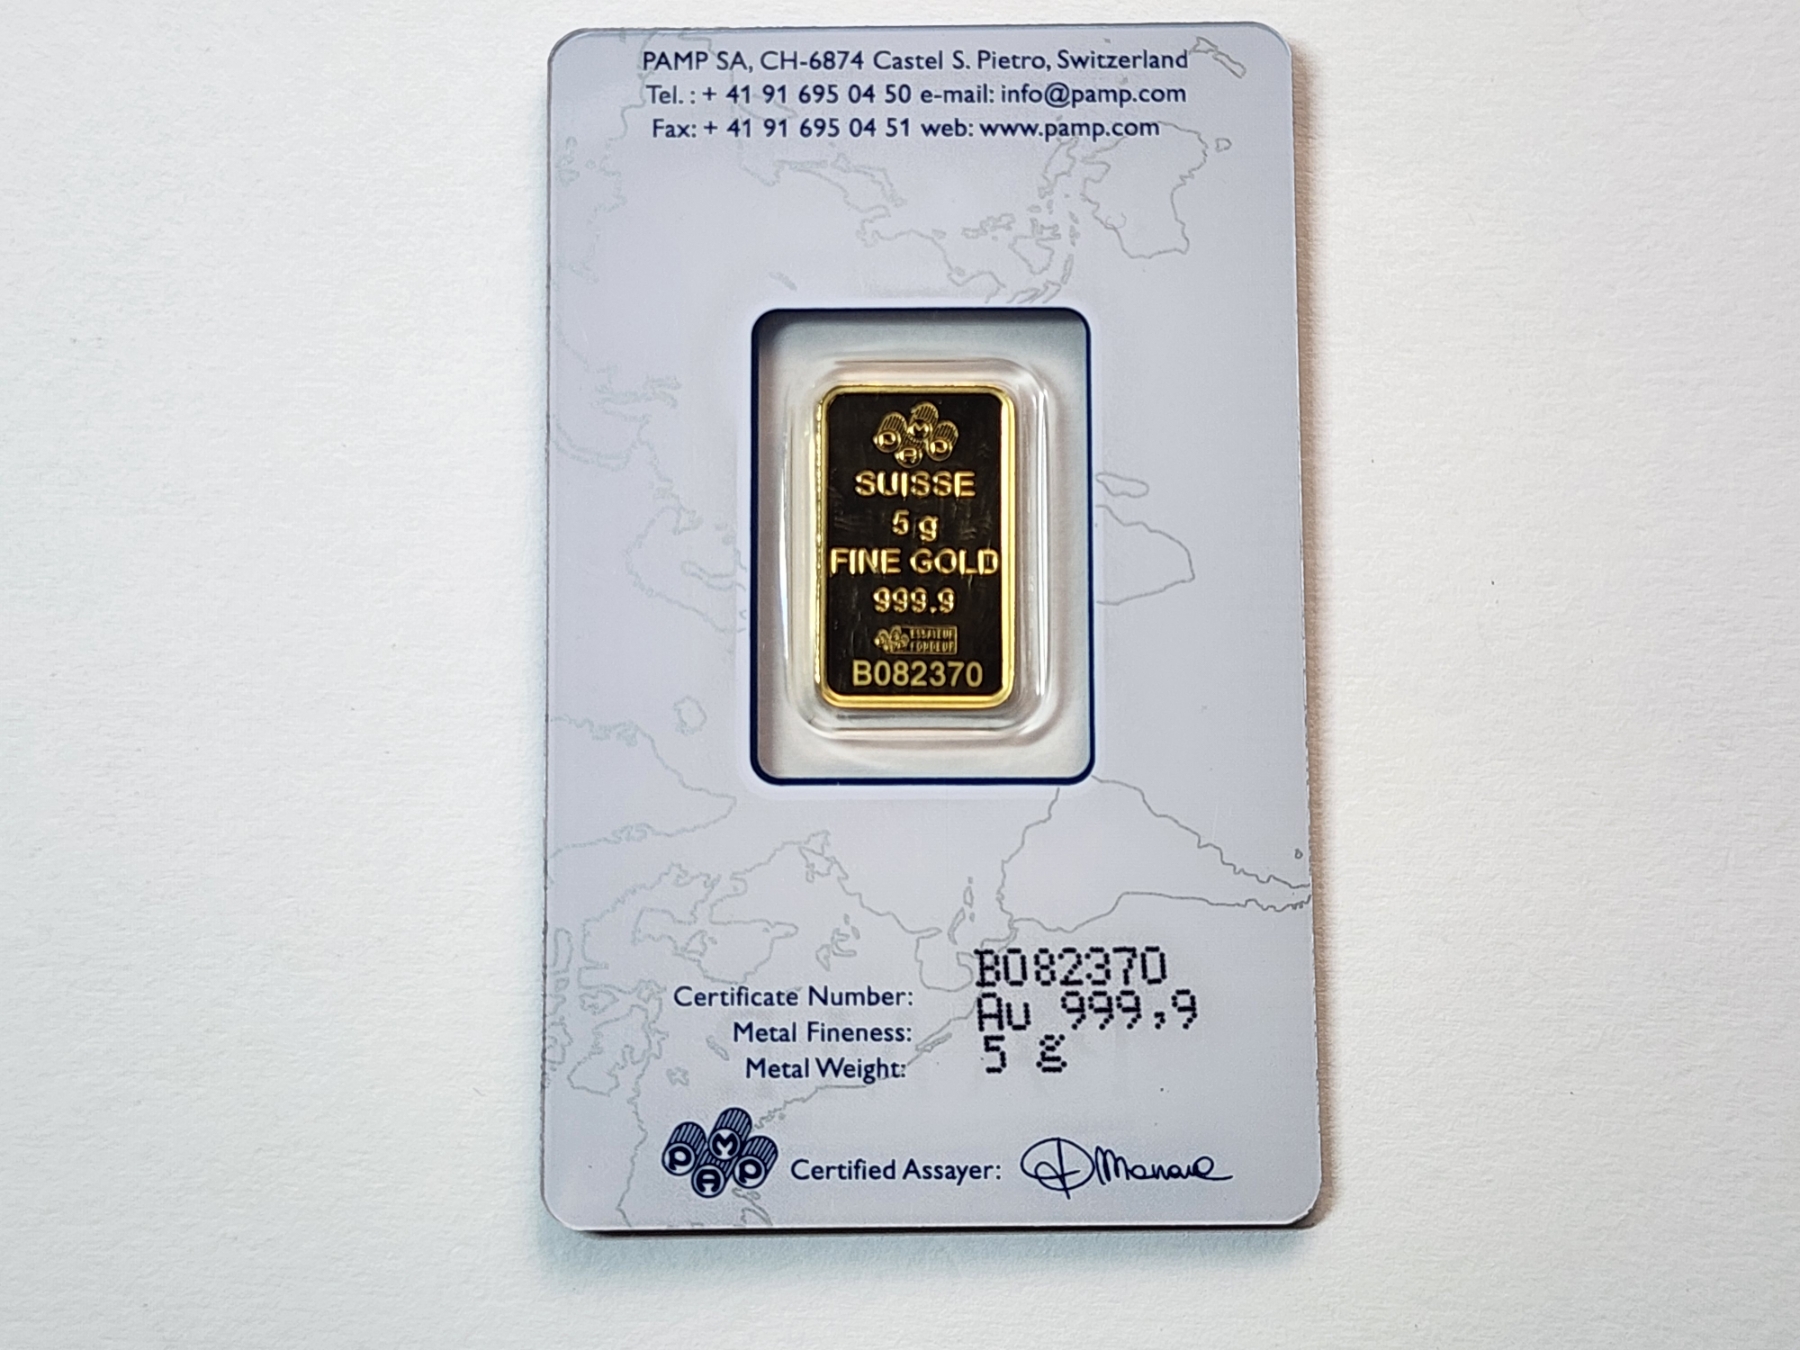 PAMP SA, CH-6874 Castel S. Pietro, Switzerland
Tel. : + 41 91 695 04 50 e-mail: info@pamp.com
Fax: + 41 91 695 04 51 web: www.pamp.com
PAMP
SUISSE
5 g
FINE GOLD
999.9
ESSAYEUR
FONDEUR
B082370
Certificate Number: B082370
Metal Fineness: Au 999,9
Metal Weight: 5 g
PAMP Certified Assayer: